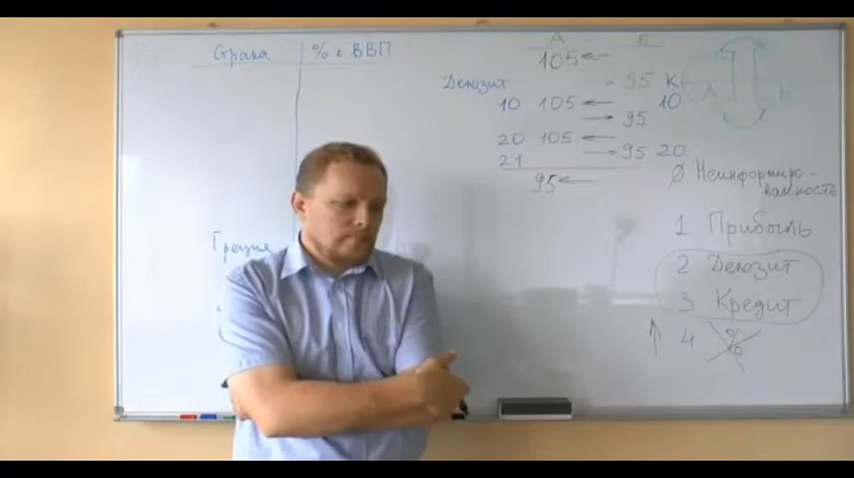 Страна % к ВВП
Греция
А Е
105 ←
Депозит → 95 К
10 105 ← 10
→ 95
20 105 ←
21 → 95 20
95 ←
А В
0 Неинформиро-
ванность
1 Прибыль
2 Депозит
3 Кредит
↑ 4 %